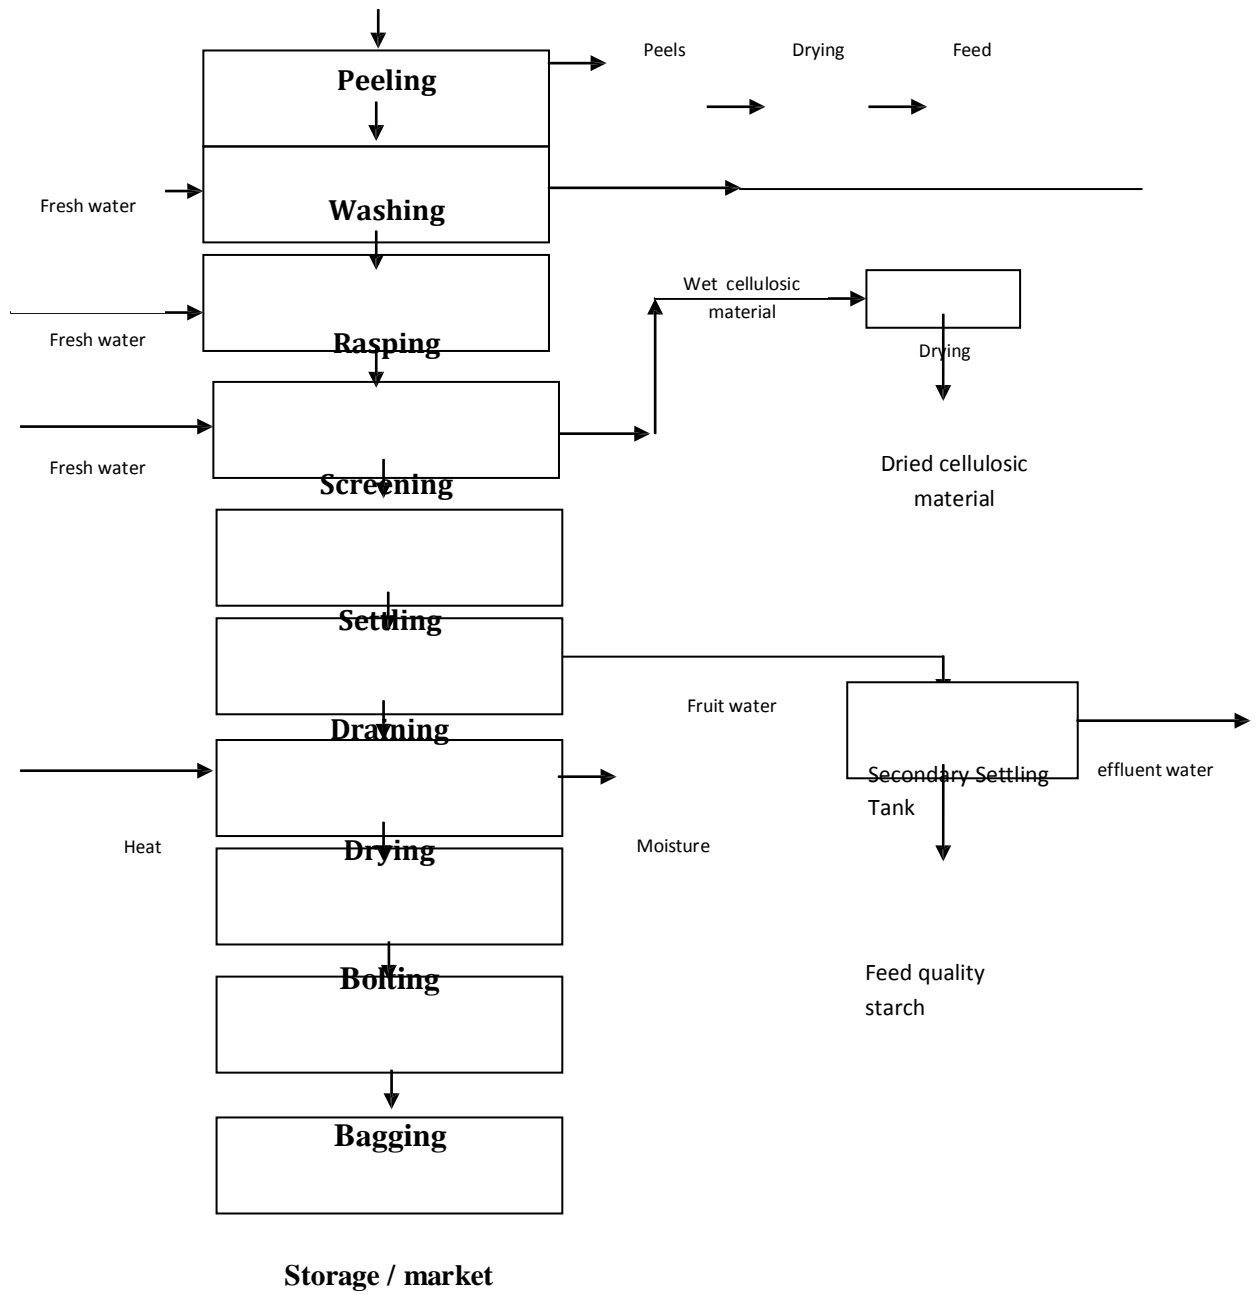 Peels
Drying
Feed
Peeling
Fresh water
Washing
Wet cellulosic
material
Fresh water
Rasping
Drying
Fresh water
Dried cellulosic
material
Screening
Settling
Fruit water
Draining
Secondary Settling
Tank
effluent water
Heat
Drying
Moisture
Bolting
Feed quality
starch
Bagging
Storage / market